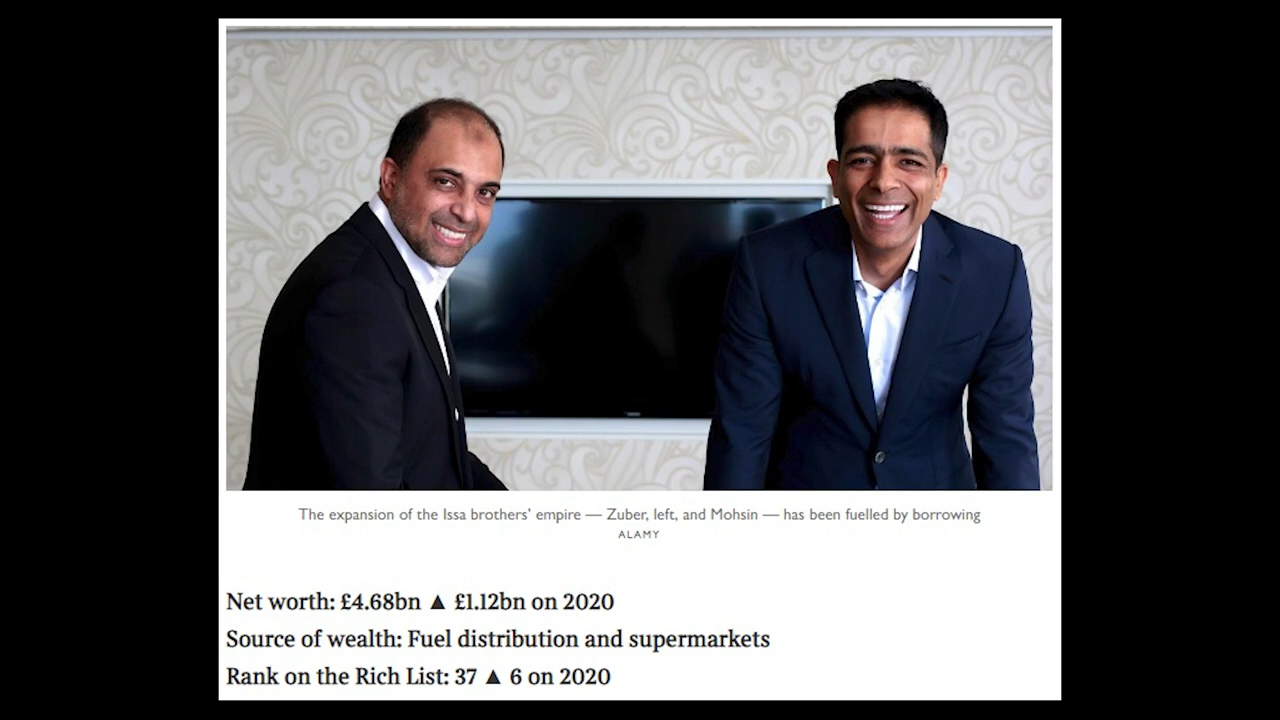 The expansion of the Issa brothers’ empire — Zuber, left, and Mohsin — has been fuelled by borrowing
ALAMY
Net worth: £4.68bn ▲ £1.12bn on 2020
Source of wealth: Fuel distribution and supermarkets
Rank on the Rich List: 37 ▲ 6 on 2020